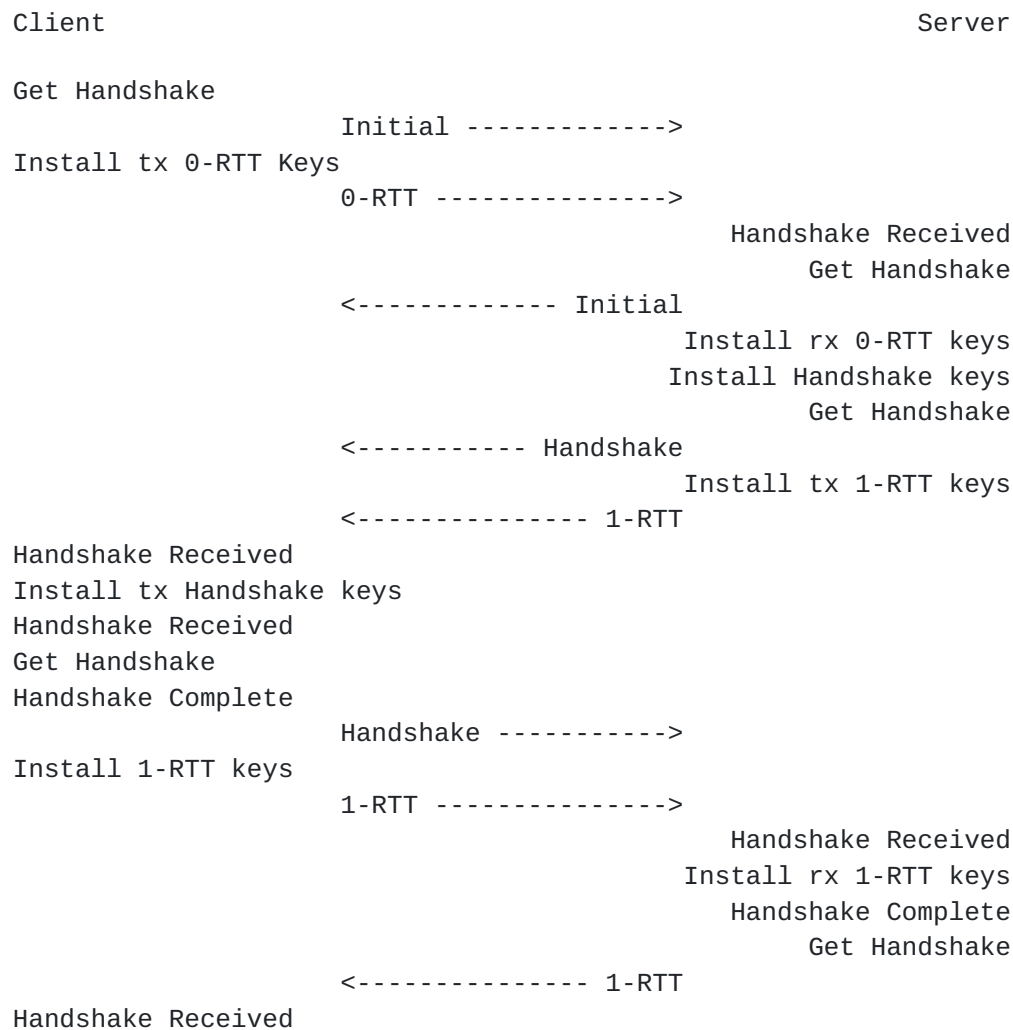 Client                                                    Server

Get Handshake
                     Initial ------------->
Install tx 0-RTT Keys
                     0-RTT --------------->
                                              Handshake Received
                                                   Get Handshake
                     <------------- Initial
                                           Install rx 0-RTT keys
                                          Install Handshake keys
                                                   Get Handshake
                     <----------- Handshake
                                           Install tx 1-RTT keys
                     <--------------- 1-RTT
Handshake Received
Install tx Handshake keys
Handshake Received
Get Handshake
Handshake Complete
                     Handshake ----------->
Install 1-RTT keys
                     1-RTT --------------->
                                              Handshake Received
                                           Install rx 1-RTT keys
                                              Handshake Complete
                                                   Get Handshake
                     <--------------- 1-RTT
Handshake Received